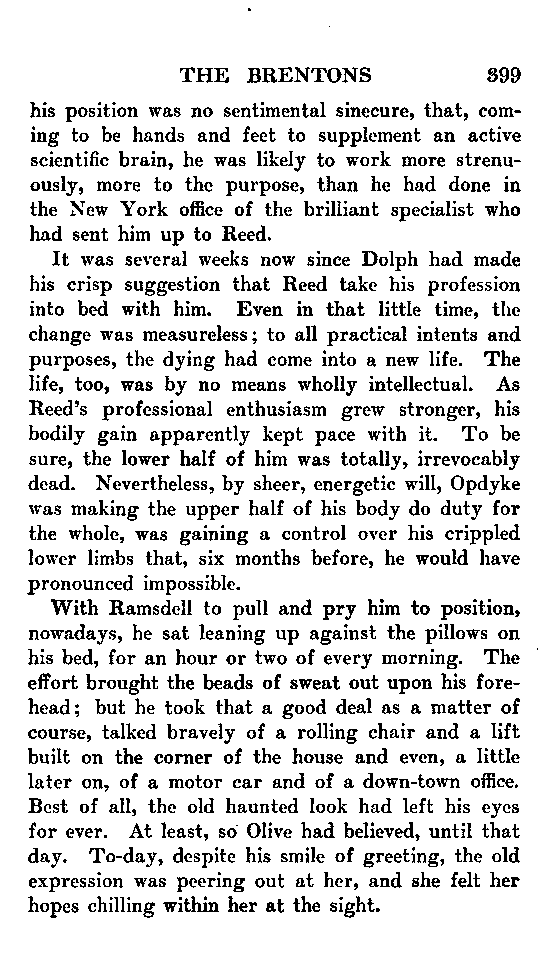 THE BRENTONS 399
his position was no sentimental sinecure, that, com-
ing to be hands and feet to supplement an active
scientific brain, he was likely to work more strenu-
ously, more to the purpose, than he had done in
the New York office of the brilliant specialist who
had sent him up to Reed.
It was several weeks now since Dolph had made
his crisp suggestion that Reed take his profession
into bed with him. Even in that little time, the
change was measureless; to all practical intents and
purposes, the dying had come into a new life. The
life, too, was by no means wholly intellectual. As
Reed's professional enthusiasm grew stronger, his
bodily gain apparently kept pace with it. To be
sure, the lower half of him was totally, irrevocably
dead. Nevertheless, by sheer, energetic will, Opdyke
was making the upper half of his body do duty for
the whole, was gaining a control over his crippled
lower limbs that, six months before, he would have
pronounced impossible.
With Ramsdell to pull and pry him to position,
nowadays, he sat leaning up against the pillows on
his bed, for an hour or two of every morning. The
effort brought the beads of sweat out upon his fore-
head; but he took that a good deal as a matter of
course, talked bravely of a rolling chair and a lift
built on the corner of the house and even, a little
later on, of a motor car and of a down-town office.
Best of all, the old haunted look had left his eyes
for ever. At least, so Olive had believed, until that
day. To-day, despite his smile of greeting, the old
expression was peering out at her, and she felt her
hopes chilling within her at the sight.